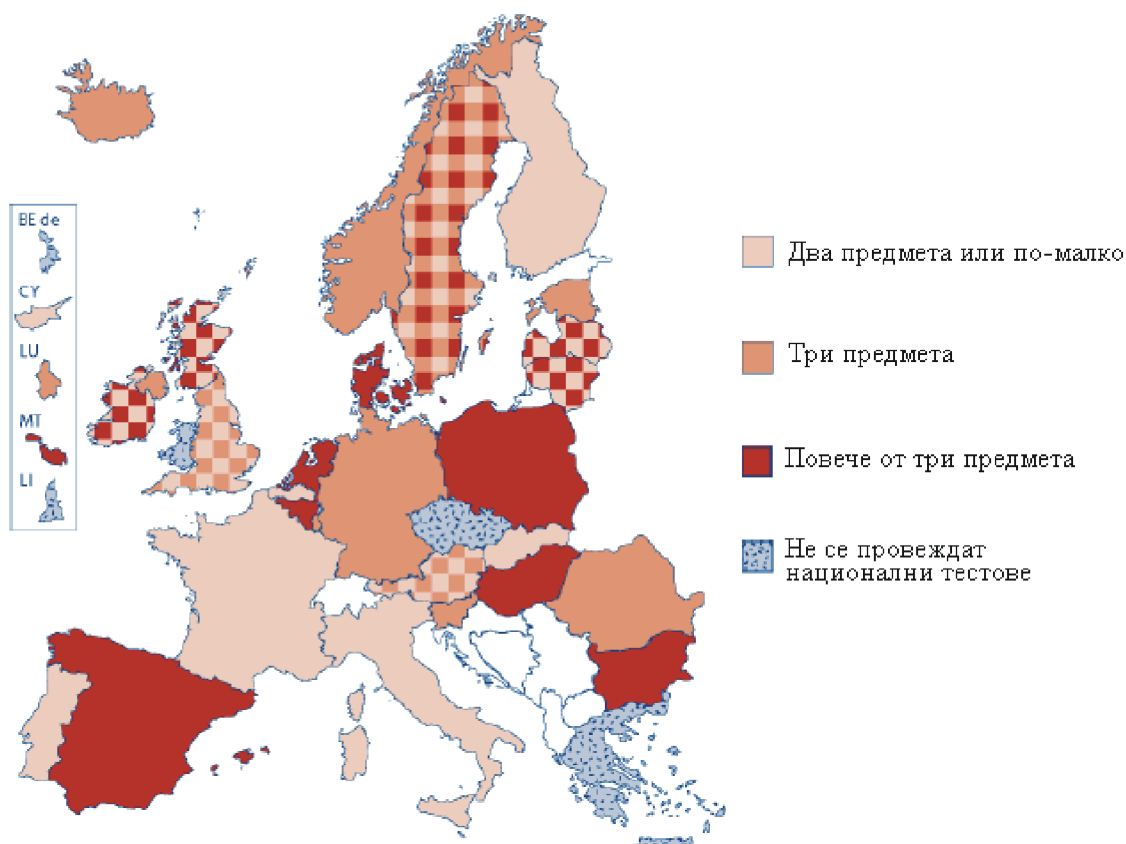 BE de
CY
LU
MT
LI
Два предмета или по-малко
Три предмета
Повече от три предмета
Не се провеждат
национални тестове